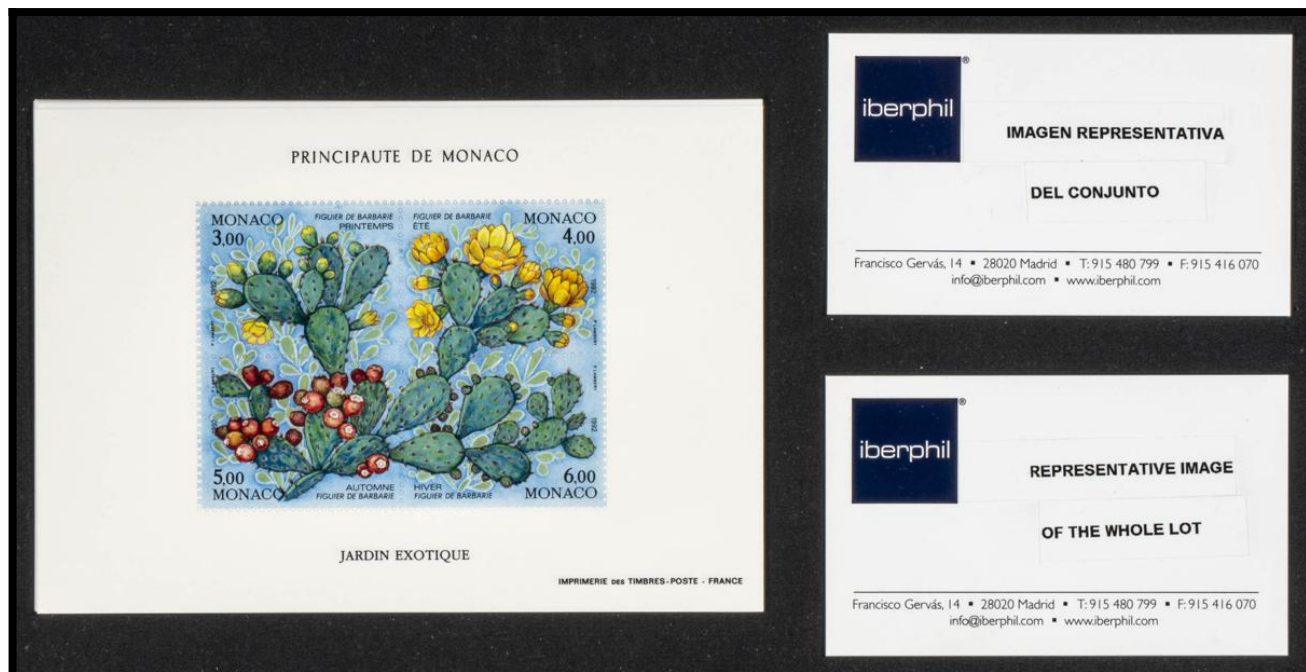 PRINCIPAUTE DE MONACO
MONACO
3,00
FIGUIER DE BARBARIE
PRINTEMPS
FIGUIER DE BARBARIE
ÉTÉ
MONACO
4,00
1992
1992
1992
5,00
MONACO
AUTOMNE
FIGUIER DE BARBARIE
HIVER
FIGUIER DE BARBARIE
6,00
MONACO
JARDIN EXOTIQUE
IMPRIMERIE DES TIMBRES-POSTE - FRANCE
iberphil®
IMAGEN REPRESENTATIVA
DEL CONJUNTO
Francisco Gervás, 14 ▪ 28020 Madrid ▪ T: 915 480 799 ▪ F: 915 416 070
info@iberphil.com ▪ www.iberphil.com
iberphil®
REPRESENTATIVE IMAGE
OF THE WHOLE LOT
Francisco Gervás, 14 ▪ 28020 Madrid ▪ T: 915 480 799 ▪ F: 915 416 070
info@iberphil.com ▪ www.iberphil.com